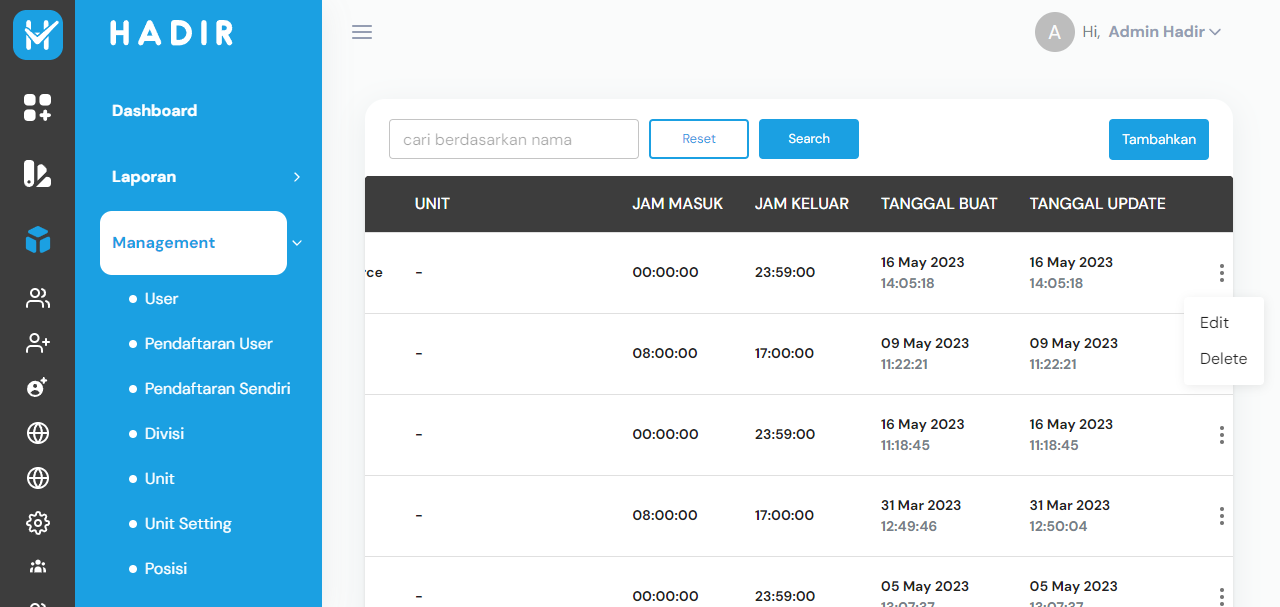 HADIR
A Hi, Admin Hadir
Dashboard
Laporan
Management
User
Pendaftaran User
Pendaftaran Sendiri
Divisi
Unit
Unit Setting
Posisi
cari berdasarkan nama Reset Search Tambahkan
UNIT JAM MASUK JAM KELUAR TANGGAL BUAT TANGGAL UPDATE
- 00:00:00 23:59:00 16 May 2023 16 May 2023
14:05:18 14:05:18
Edit
Delete
- 08:00:00 17:00:00 09 May 2023 09 May 2023
11:22:21 11:22:21
- 00:00:00 23:59:00 16 May 2023 16 May 2023
11:18:45 11:18:45
- 08:00:00 17:00:00 31 Mar 2023 31 Mar 2023
12:49:46 12:50:04
- 00:00:00 23:59:00 05 May 2023 05 May 2023